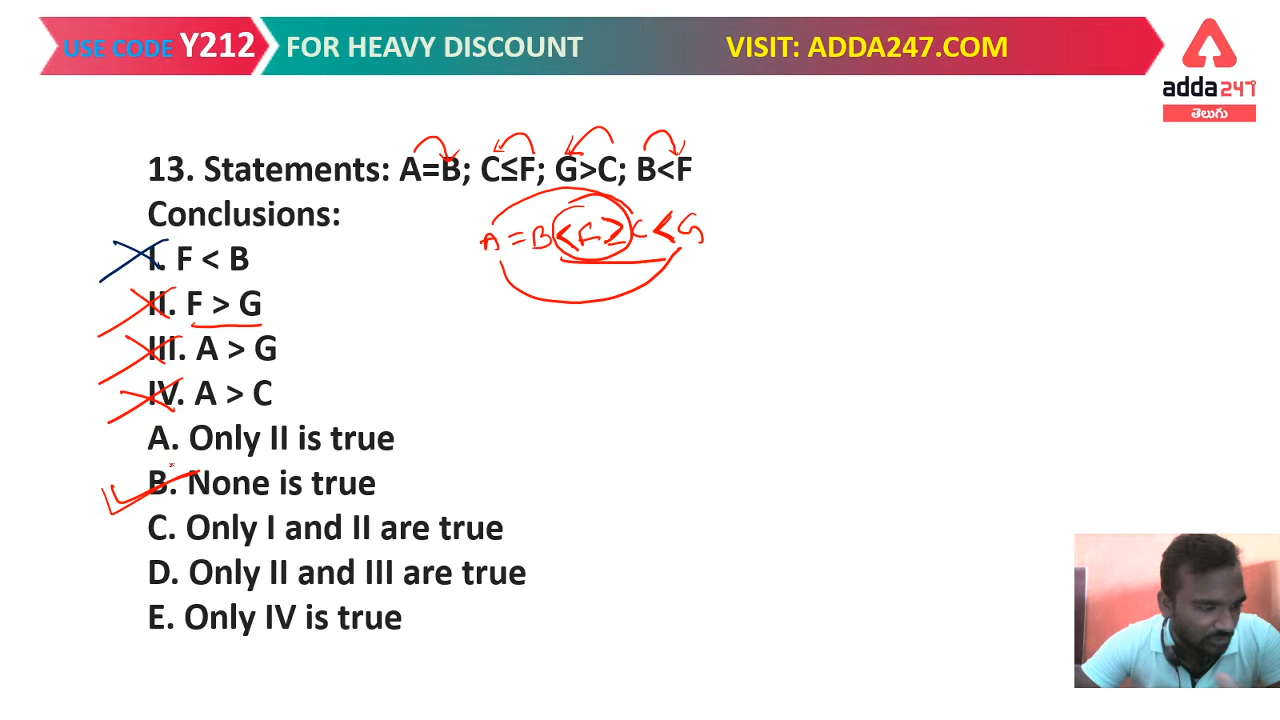 USE CODE Y212 FOR HEAVY DISCOUNT VISIT: ADDA247.COM
adda247
తెలుగు
13. Statements: A=B; C≤F; G>C; B<F
Conclusions:
A = B < F ≥ C < G
I. F < B
II. F > G
III. A > G
IV. A > C
A. Only II is true
B. None is true
C. Only I and II are true
D. Only II and III are true
E. Only IV is true